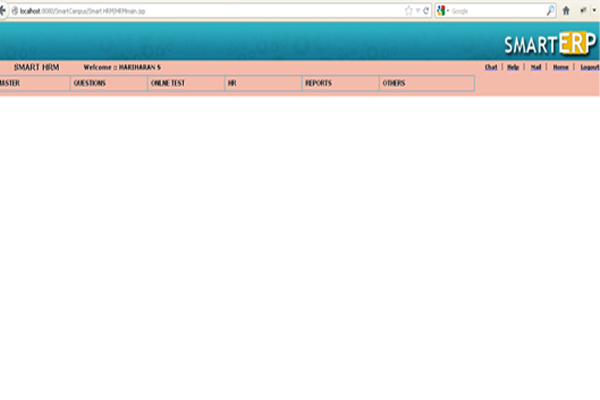 localhost:8080/SmartCampus/Smart HRM/HRMmain.jsp
Google
SMARTERP
SMART HRM Welcome :: HARIHARAN S Chat | Help | Mail | Home | Logout
MASTER QUESTIONS ONLINE TEST HR REPORTS OTHERS